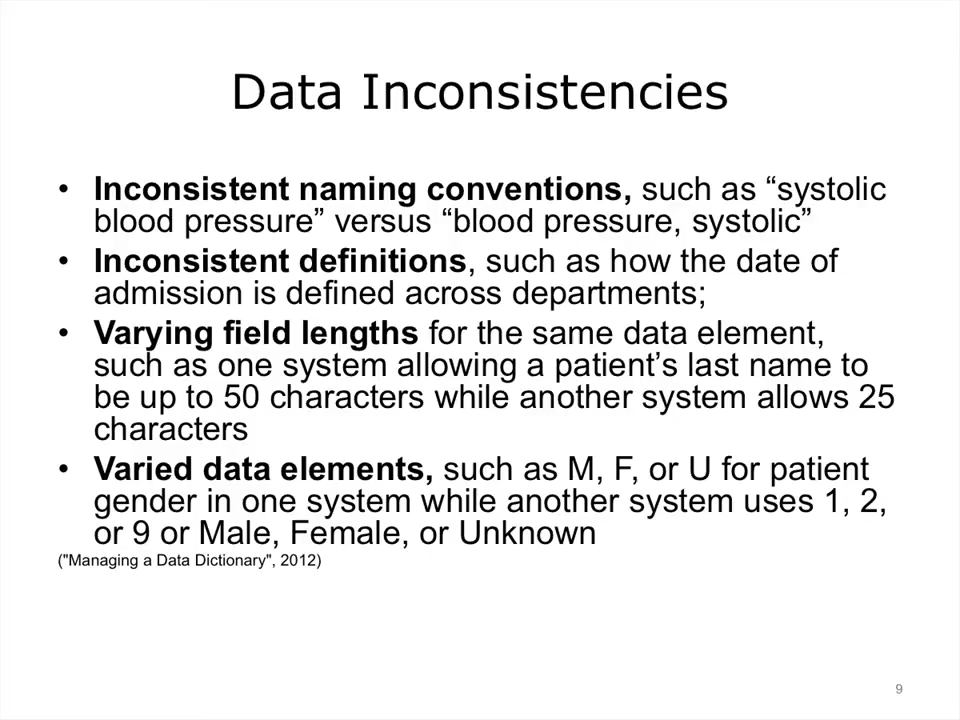 Data Inconsistencies
• Inconsistent naming conventions, such as “systolic
blood pressure” versus “blood pressure, systolic”
• Inconsistent definitions, such as how the date of
admission is defined across departments;
• Varying field lengths for the same data element,
such as one system allowing a patient’s last name to
be up to 50 characters while another system allows 25
characters
• Varied data elements, such as M, F, or U for patient
gender in one system while another system uses 1, 2,
or 9 or Male, Female, or Unknown
("Managing a Data Dictionary", 2012)
9